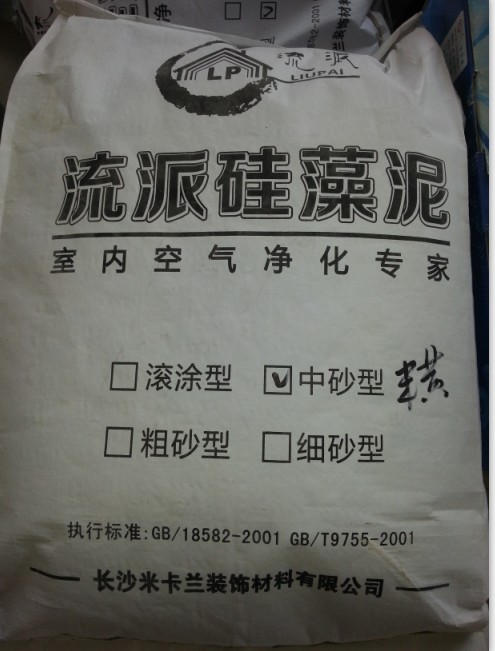 LP
流派
LIUPAI
流派硅藻泥
室内空气净化专家
滚涂型 中砂型
粗砂型 细砂型
执行标准:GB/18582-2001 GB/T9755-2001
长沙米卡兰装饰材料有限公司